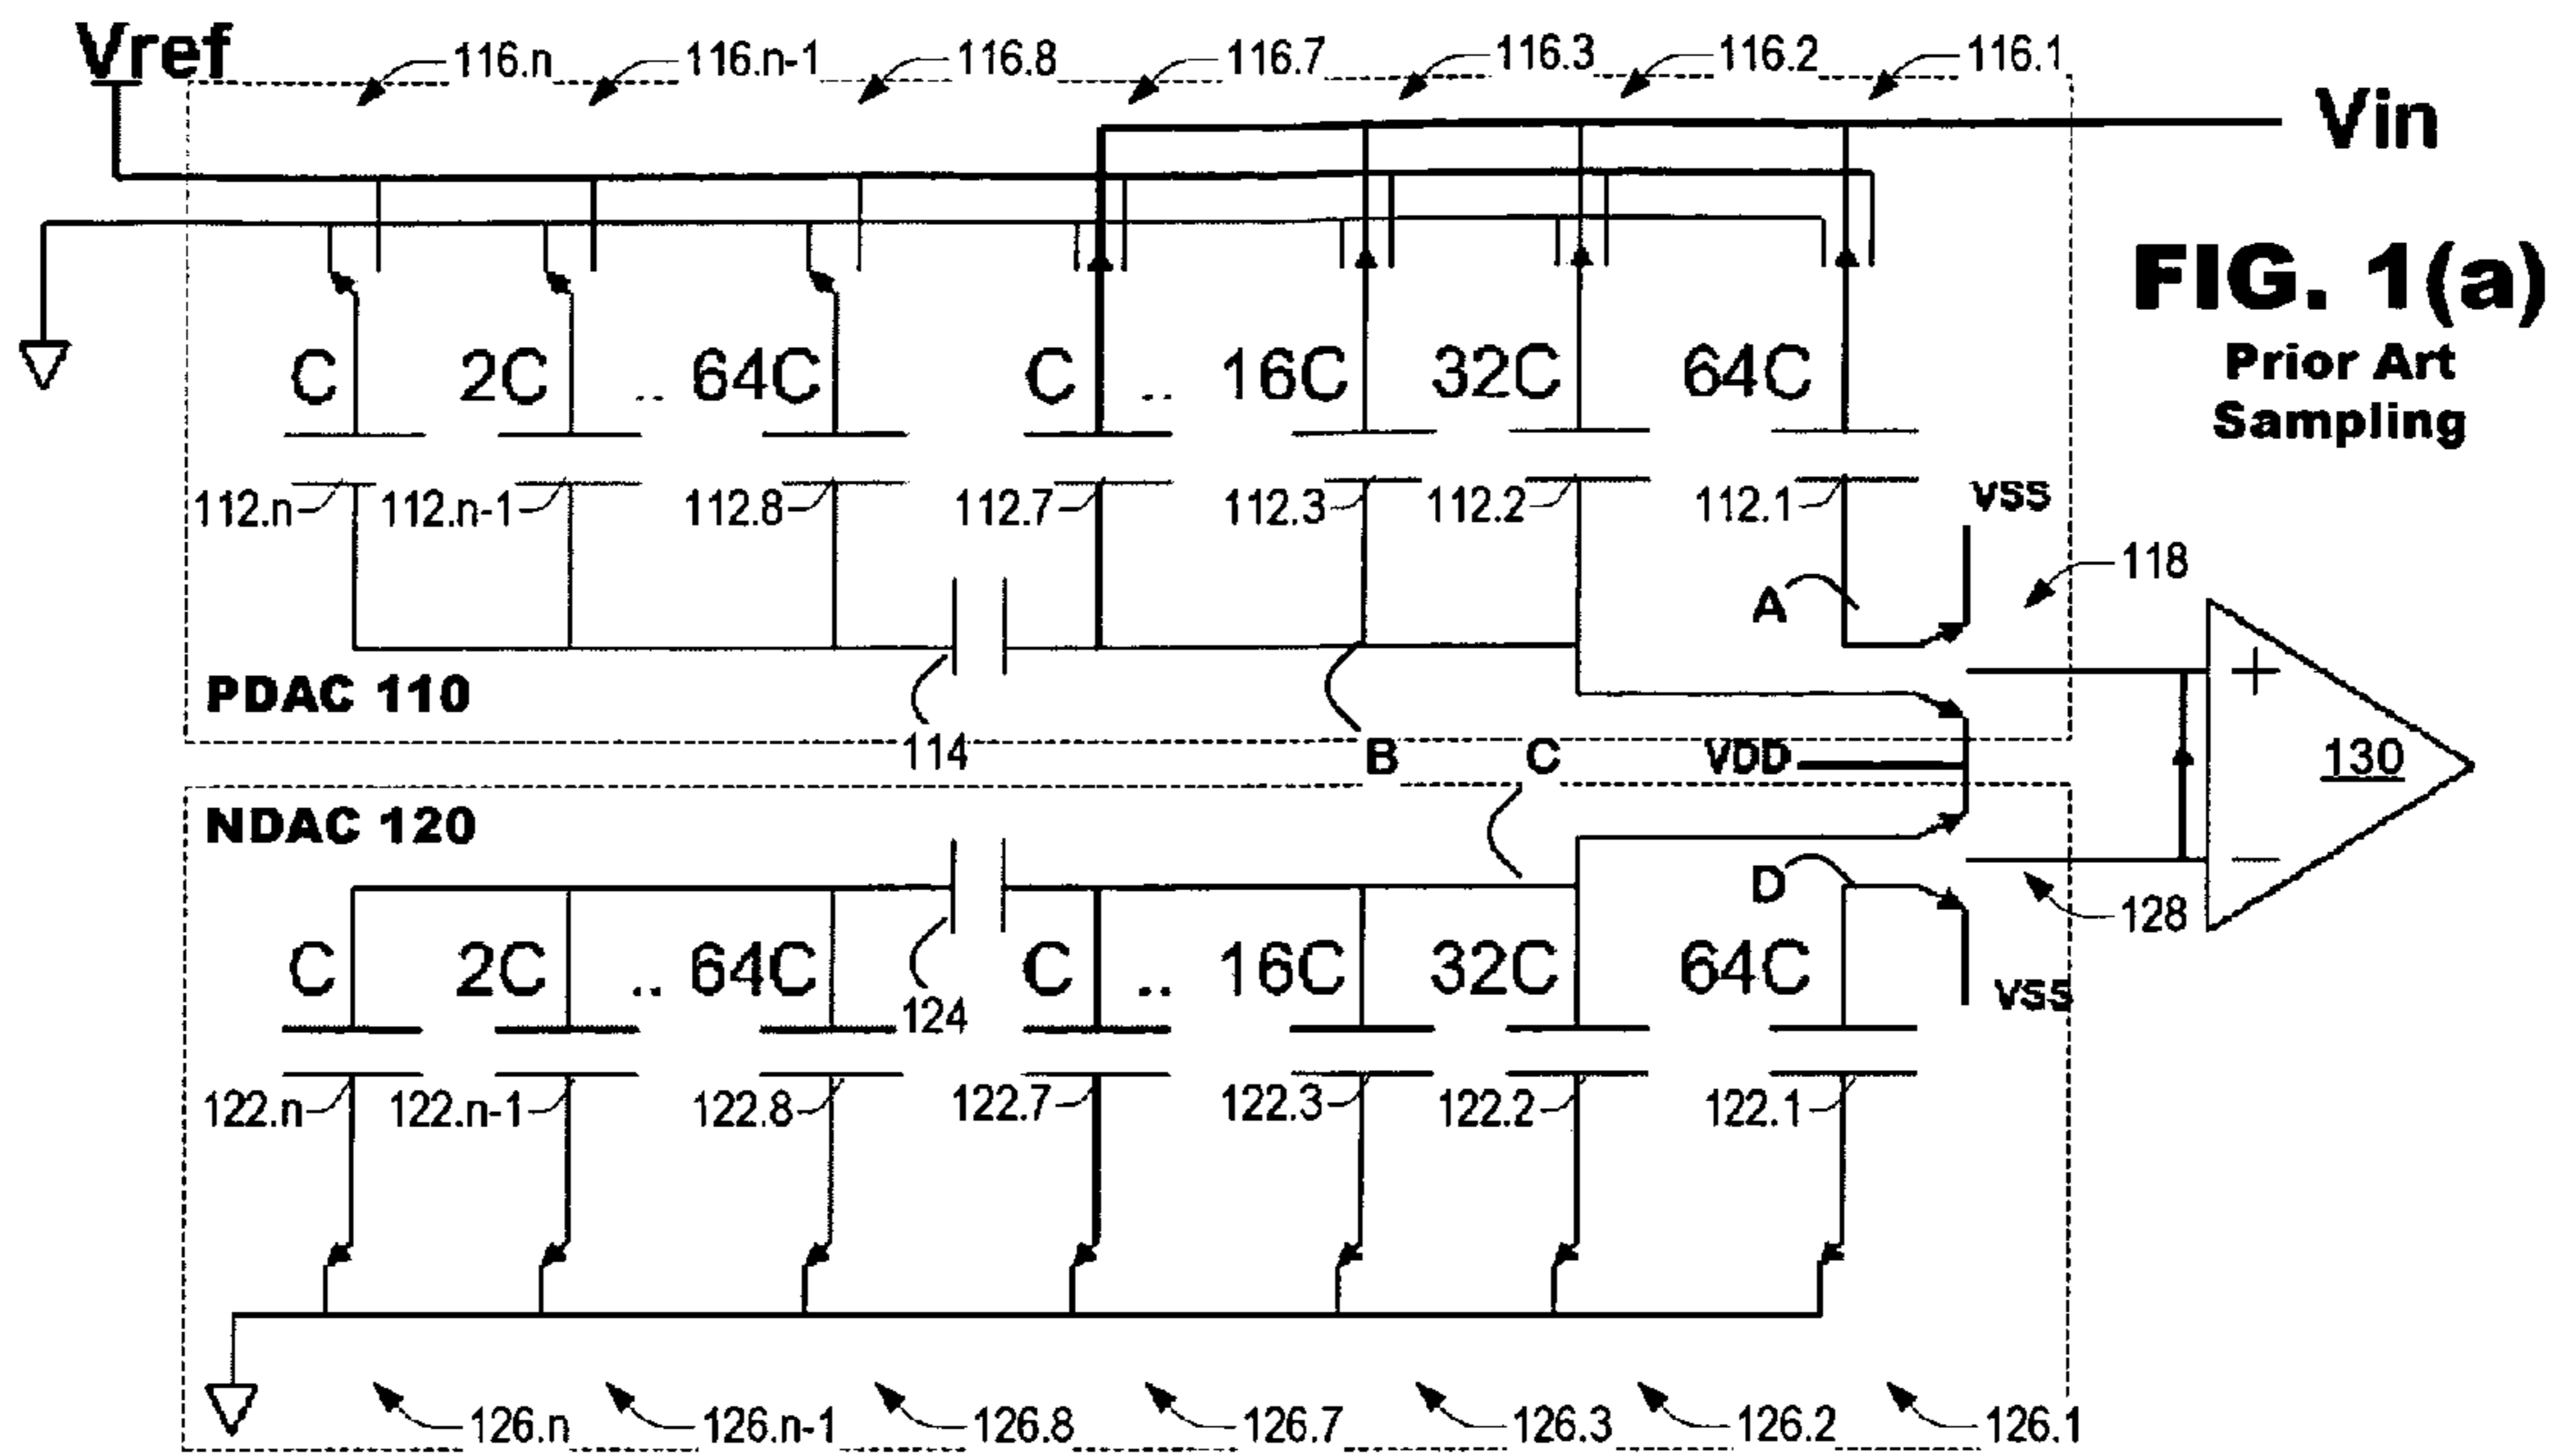 Vref
116.n 116.n-1 116.8 116.7 116.3 116.2 116.1
Vin
FIG. 1(a)
Prior Art
Sampling
C 2C .. 64C C .. 16C 32C 64C
112.n 112.n-1 112.8 112.7 112.3 112.2 112.1
VSS
118
A
+
PDAC 110
114
B C VDD
130
NDAC 120
D
−
128
C 2C .. 64C C .. 16C 32C 64C
124
VSS
122.n 122.n-1 122.8 122.7 122.3 122.2 122.1
126.n 126.n-1 126.8 126.7 126.3 126.2 126.1